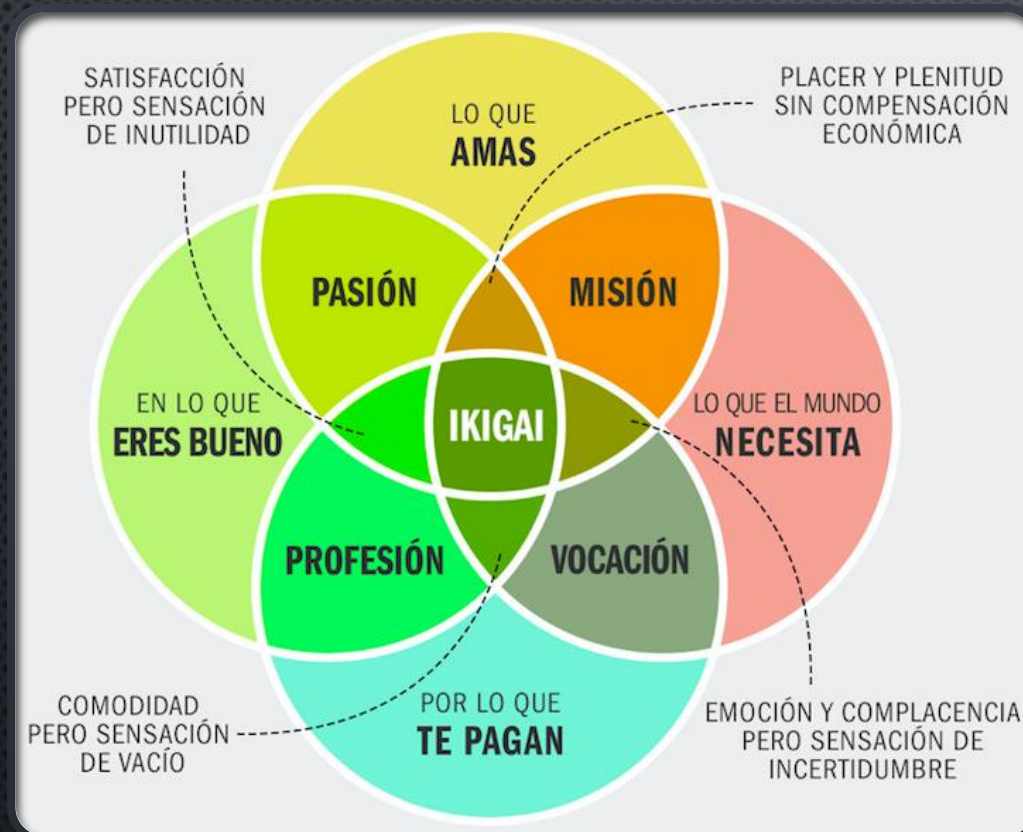 SATISFACCIÓN
PERO SENSACIÓN
DE INUTILIDAD
PLACER Y PLENITUD
SIN COMPENSACIÓN
ECONÓMICA
LO QUE
AMAS
PASIÓN
MISIÓN
EN LO QUE
ERES BUENO
IKIGAI
LO QUE EL MUNDO
NECESITA
PROFESIÓN
VOCACIÓN
POR LO QUE
TE PAGAN
COMODIDAD
PERO SENSACIÓN
DE VACÍO
EMOCIÓN Y COMPLACENCIA
PERO SENSACIÓN DE
INCERTIDUMBRE